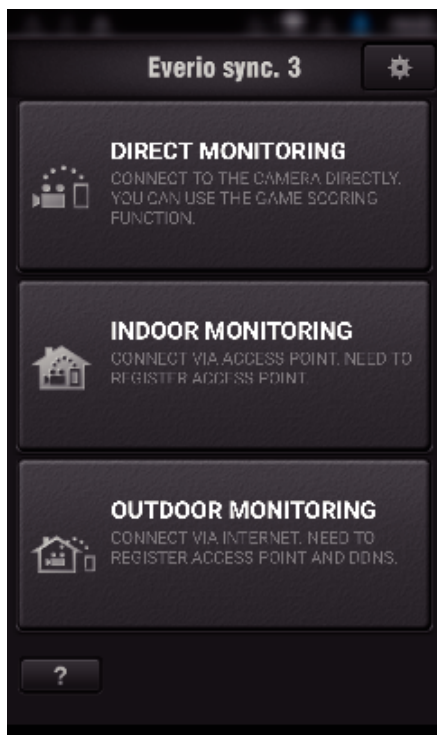 Everio sync. 3
DIRECT MONITORING
CONNECT TO THE CAMERA DIRECTLY.
YOU CAN USE THE GAME SCORING
FUNCTION.
INDOOR MONITORING
CONNECT VIA ACCESS POINT. NEED TO
REGISTER ACCESS POINT.
OUTDOOR MONITORING
CONNECT VIA INTERNET. NEED TO
REGISTER ACCESS POINT AND DDNS.
?